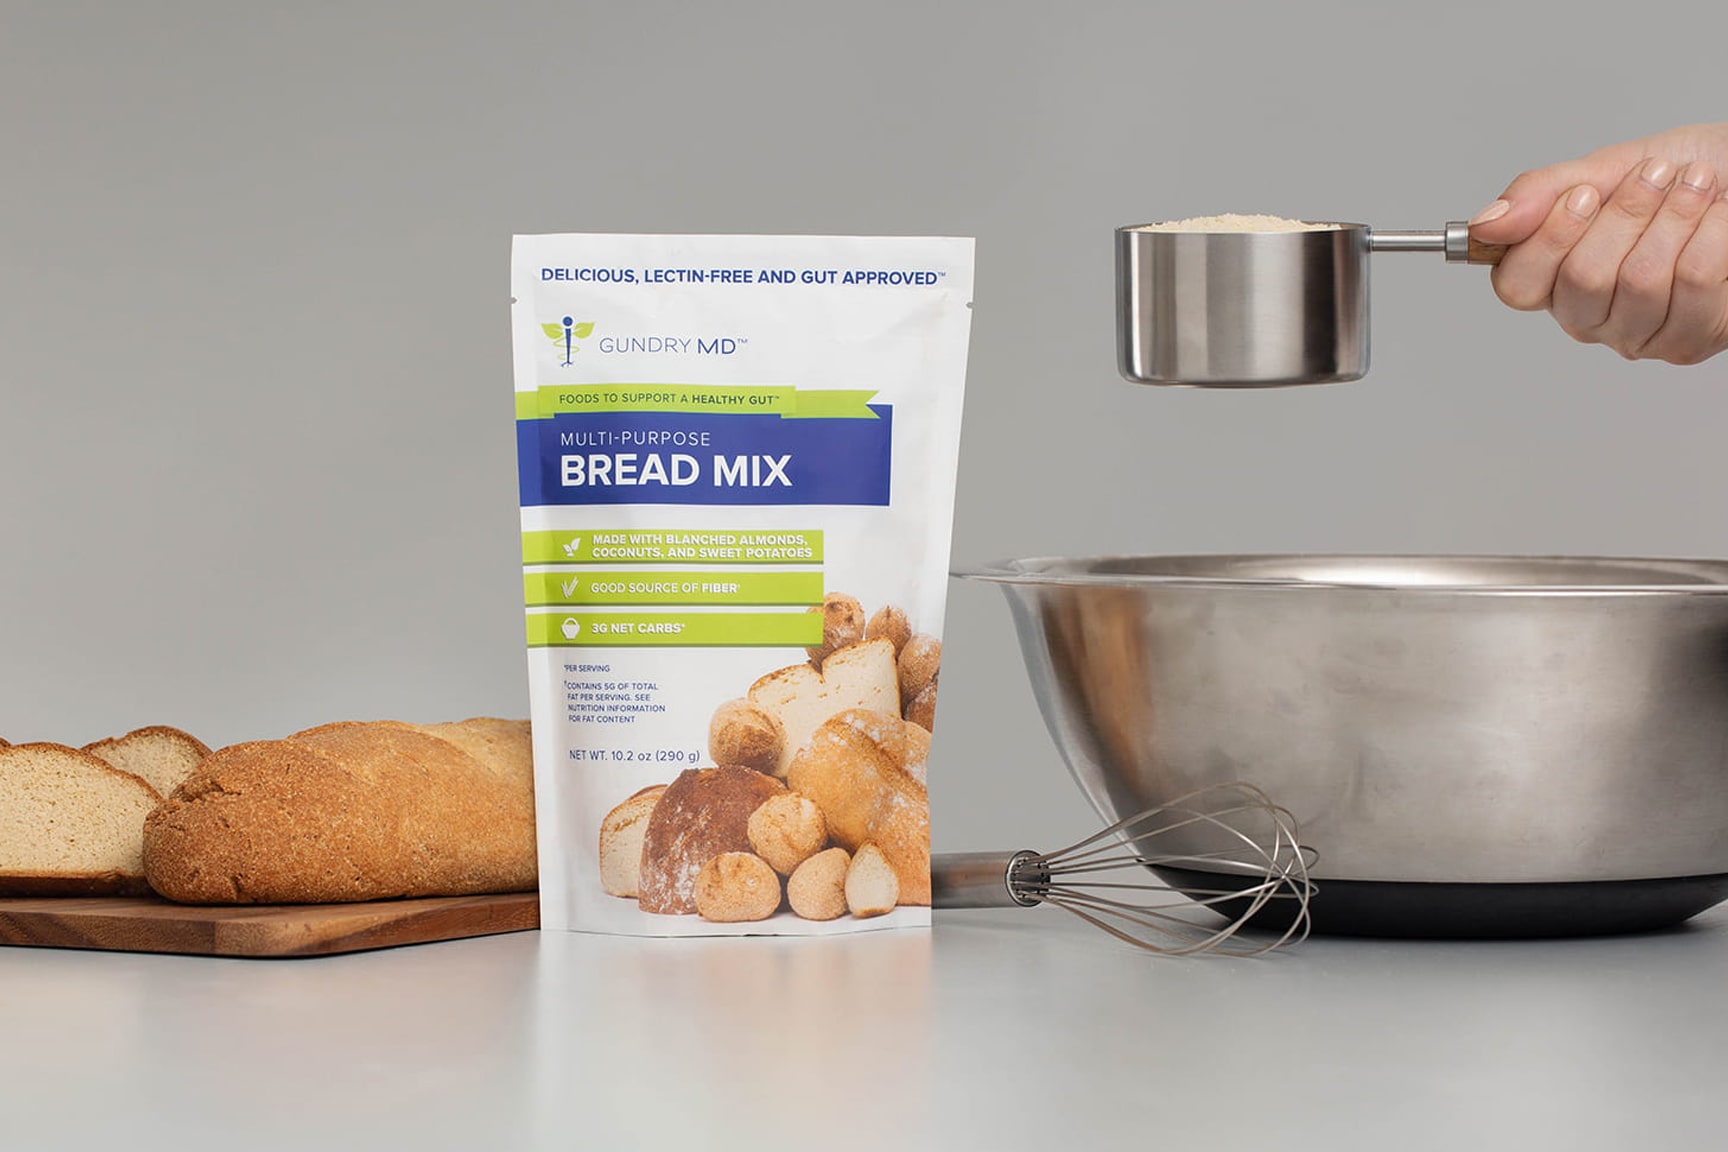 DELICIOUS, LECTIN-FREE AND GUT APPROVED™
GUNDRY MD™
FOODS TO SUPPORT A HEALTHY GUT™
MULTI-PURPOSE
BREAD MIX
MADE WITH BLANCHED ALMONDS,
COCONUTS, AND SWEET POTATOES
GOOD SOURCE OF FIBER†
3G NET CARBS*
*PER SERVING
†CONTAINS 5G OF TOTAL
FAT PER SERVING. SEE
NUTRITION INFORMATION
FOR FAT CONTENT
NET WT. 10.2 oz (290 g)